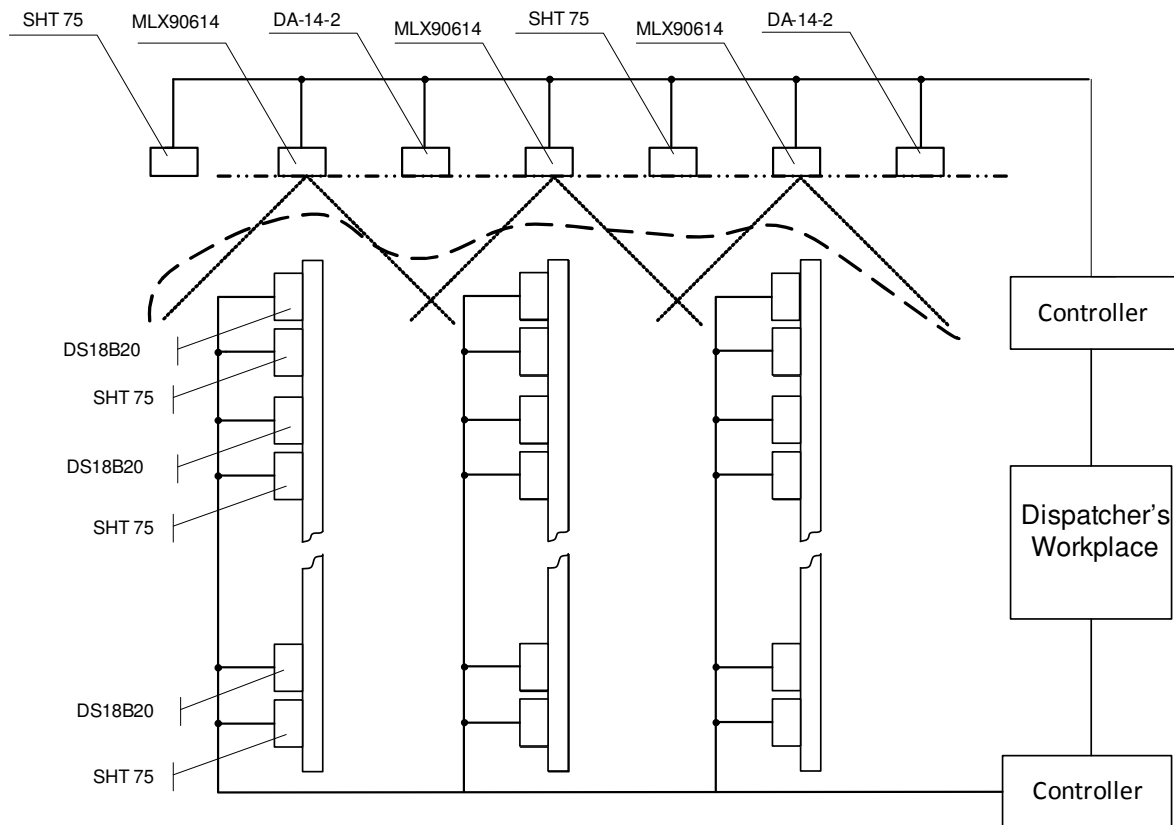 SHT 75
MLX90614
DA-14-2
MLX90614
SHT 75
MLX90614
DA-14-2
Controller
DS18B20
SHT 75
DS18B20
SHT 75
Dispatcher's
Workplace
DS18B20
SHT 75
Controller